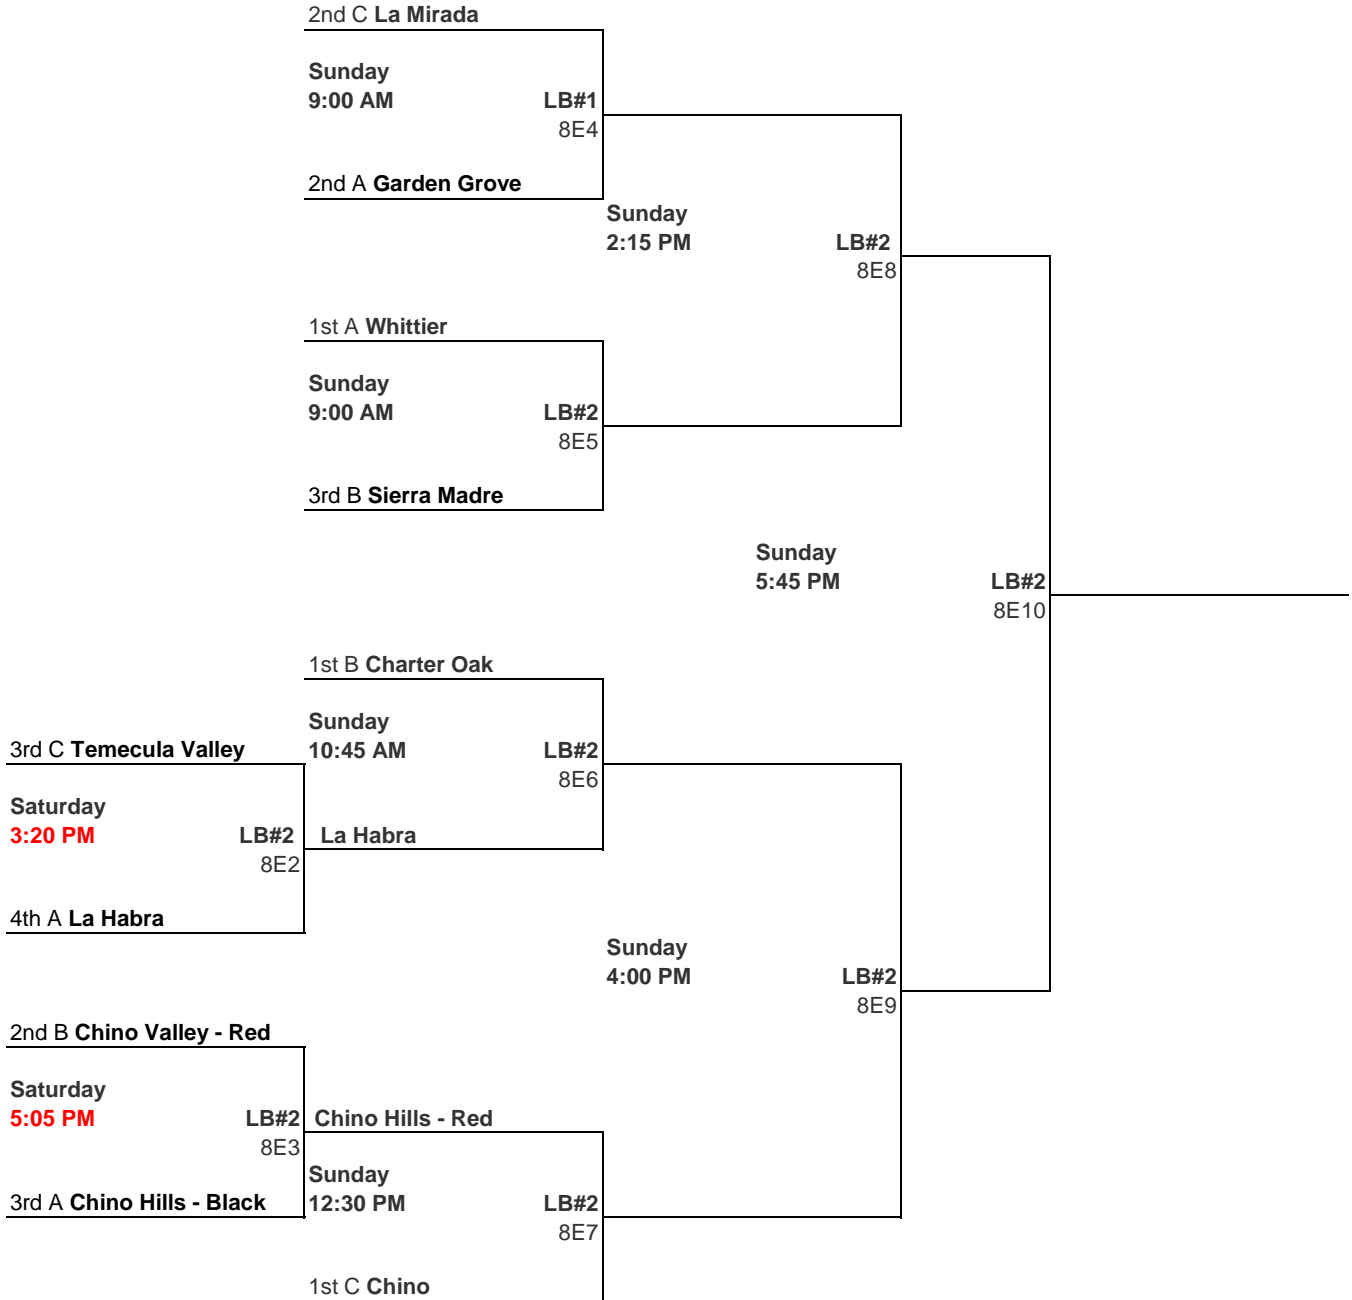 2nd C La Mirada
Sunday
9:00 AM LB#1
8E4
2nd A Garden Grove
Sunday
2:15 PM LB#2
8E8
1st A Whittier
Sunday
9:00 AM LB#2
8E5
3rd B Sierra Madre
Sunday
5:45 PM LB#2
8E10
1st B Charter Oak
Sunday
3rd C Temecula Valley 10:45 AM LB#2
8E6
Saturday
3:20 PM LB#2 La Habra
8E2
4th A La Habra
Sunday
4:00 PM LB#2
8E9
2nd B Chino Valley - Red
Saturday
5:05 PM LB#2 Chino Hills - Red
8E3
Sunday
3rd A Chino Hills - Black 12:30 PM LB#2
8E7
1st C Chino